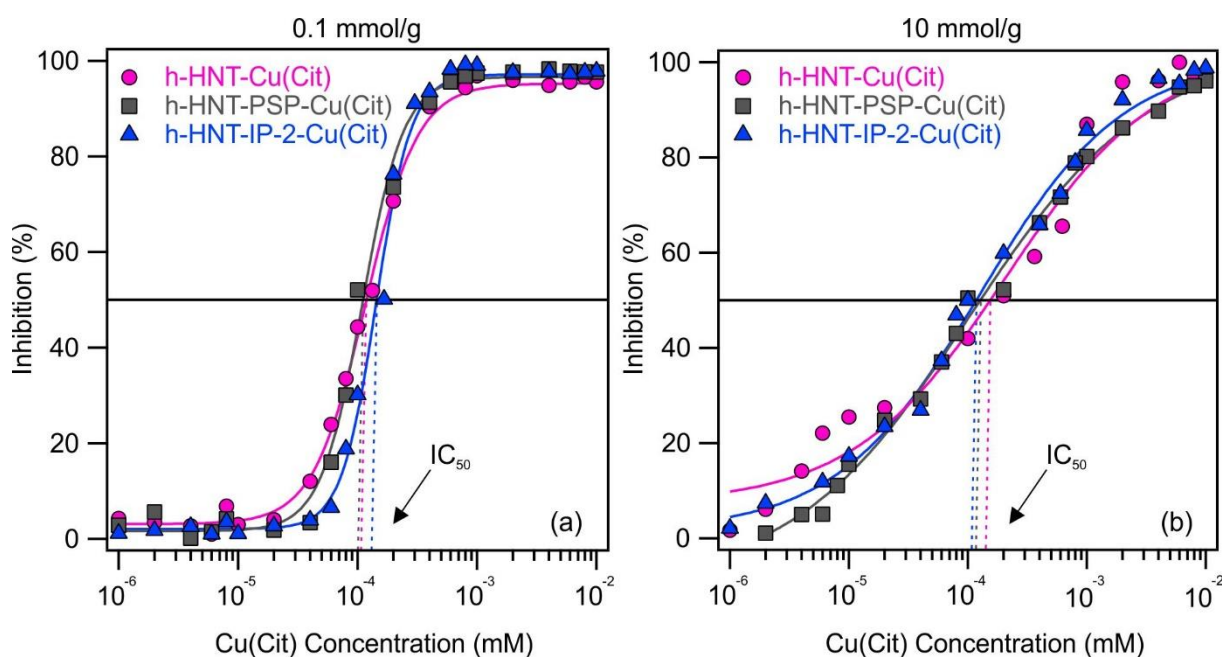 0.1 mmol/g
100
80
60
40
20
0
Inhibition (%)
h-HNT-Cu(Cit)
h-HNT-PSP-Cu(Cit)
h-HNT-IP-2-Cu(Cit)
IC50
(a)
10-6
10-5
10-4
10-3
10-2
Cu(Cit) Concentration (mM)
10 mmol/g
100
80
60
40
20
0
Inhibition (%)
h-HNT-Cu(Cit)
h-HNT-PSP-Cu(Cit)
h-HNT-IP-2-Cu(Cit)
IC50
(b)
10-6
10-5
10-4
10-3
10-2
Cu(Cit) Concentration (mM)